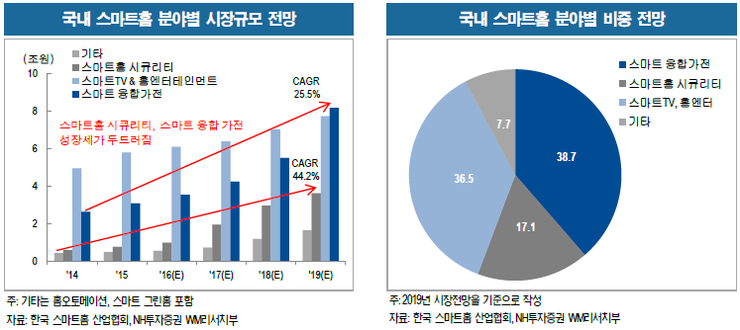 국내 스마트홈 분야별 시장규모 전망
(조원)
기타
스마트홈 시큐리티
스마트TV & 홈엔터테인먼트
스마트 융합가전
10
8
6
4
2
0
CAGR
25.5%
스마트홈 시큐리티, 스마트 융합 가전
성장세가 두드러짐
CAGR
44.2%
'14 '15 '16(E) '17(E) '18(E) '19(E)
주: 기타는 홈오토메이션, 스마트 그린홈 포함
자료: 한국 스마트홈 산업협회, NH투자증권 WM리서치부
국내 스마트홈 분야별 비중 전망
스마트 융합가전
스마트홈 시큐리티
스마트TV, 홈엔터
기타
7.7
38.7
36.5
17.1
주: 2019년 시장전망을 기준으로 작성
자료: 한국 스마트홈 산업협회, NH투자증권 WM리서치부